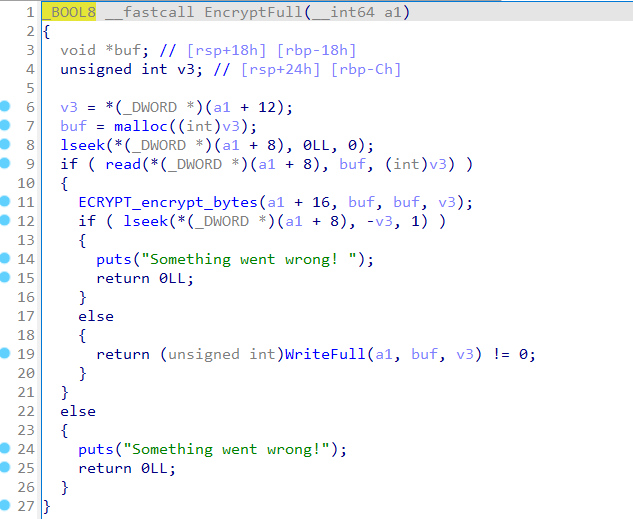 1 _BOOL8 __fastcall EncryptFull(__int64 a1)
2 {
3   void *buf; // [rsp+18h] [rbp-18h]
4   unsigned int v3; // [rsp+24h] [rbp-Ch]
5
6   v3 = *(_DWORD *)(a1 + 12);
7   buf = malloc((int)v3);
8   lseek(*(_DWORD *)(a1 + 8), 0LL, 0);
9   if ( read(*(_DWORD *)(a1 + 8), buf, (int)v3) )
10   {
11     ECRYPT_encrypt_bytes(a1 + 16, buf, buf, v3);
12     if ( lseek(*(_DWORD *)(a1 + 8), -v3, 1) )
13     {
14       puts("Something went wrong! ");
15       return 0LL;
16     }
17     else
18     {
19       return (unsigned int)WriteFull(a1, buf, v3) != 0;
20     }
21   }
22   else
23   {
24     puts("Something went wrong!");
25     return 0LL;
26   }
27 }